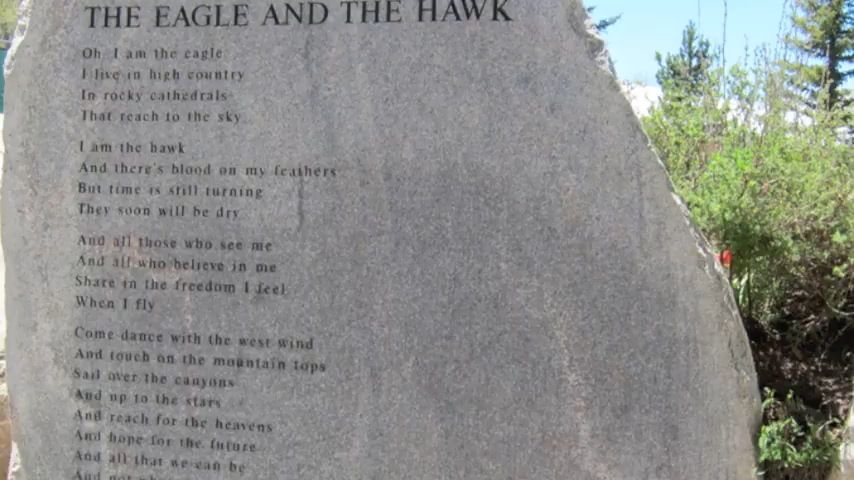 THE EAGLE AND THE HAWK
Oh I am the eagle
I live in high country
In rocky cathedrals
That reach to the sky
I am the hawk
And there's blood on my feathers
But time is still turning
They soon will be dry
And all those who see me
And all who believe in me
Share in the freedom I feel
When I fly
Come dance with the west wind
And touch on the mountain tops
Sail over the canyons
And up to the stars
And reach for the heavens
And hope for the future
And all that we can be
And not